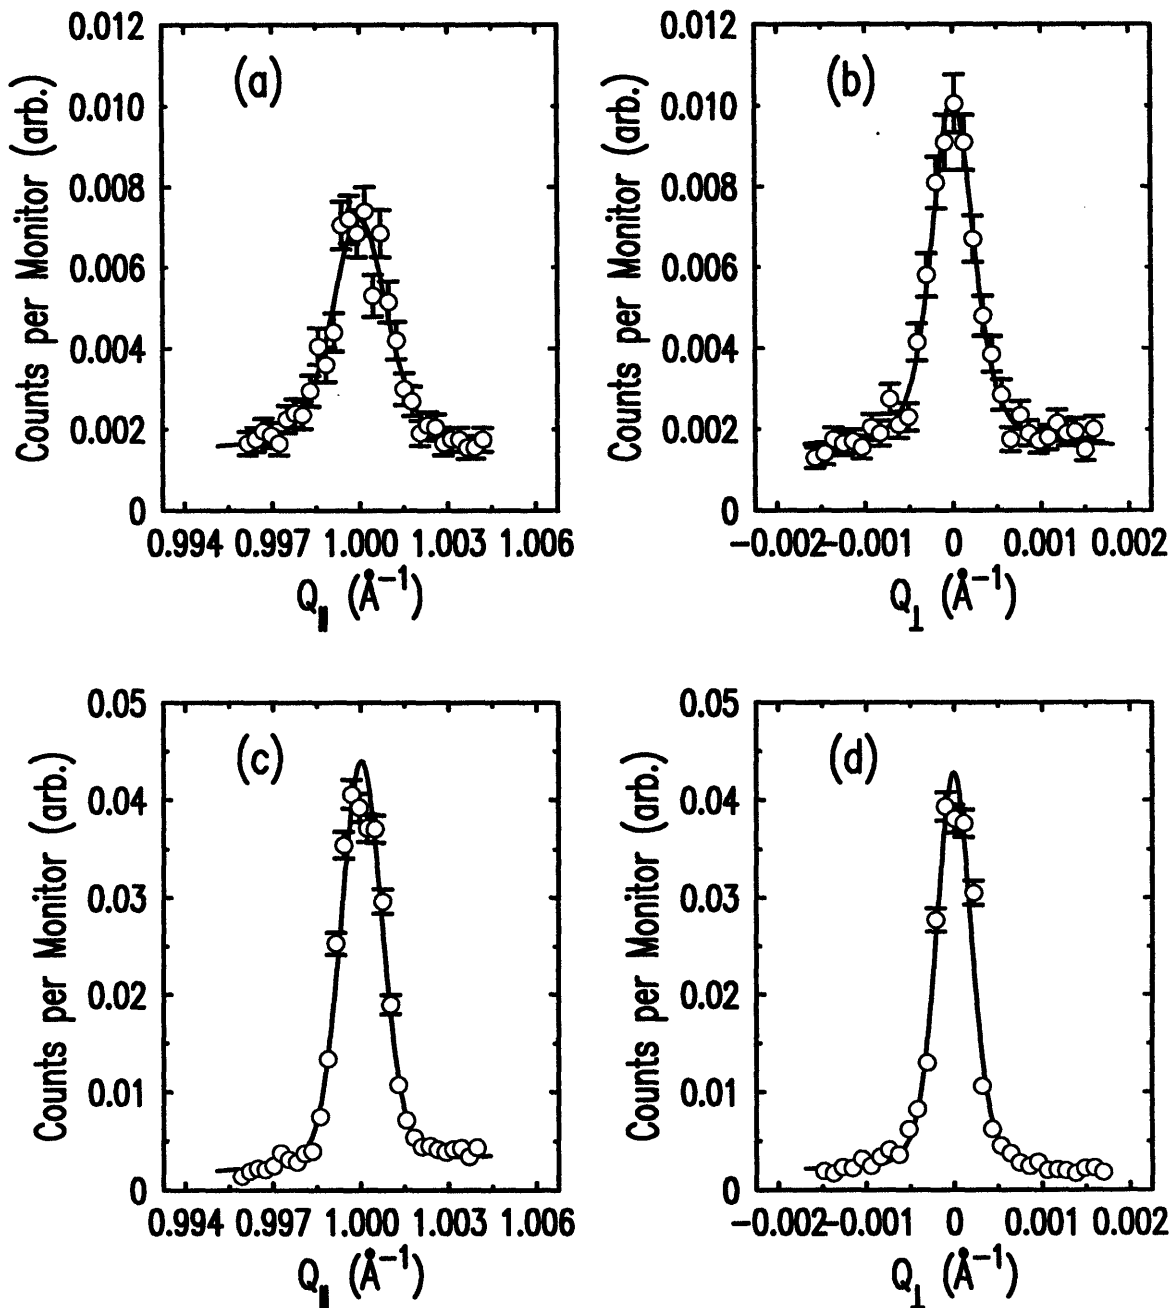 (a)
0.012
0.010
0.008
0.006
0.004
0.002
0
Counts per Monitor (arb.)
0.994 0.997 1.000 1.003 1.006
Q∥ (Å⁻¹)
(b)
0.012
0.010
0.008
0.006
0.004
0.002
0
Counts per Monitor (arb.)
−0.002 −0.001 0 0.001 0.002
Q⊥ (Å⁻¹)
(c)
0.05
0.04
0.03
0.02
0.01
0
Counts per Monitor (arb.)
0.994 0.997 1.000 1.003 1.006
Q∥ (Å⁻¹)
(d)
0.05
0.04
0.03
0.02
0.01
0
Counts per Monitor (arb.)
−0.002 −0.001 0 0.001 0.002
Q⊥ (Å⁻¹)